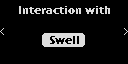 Interaction with
< Swell >